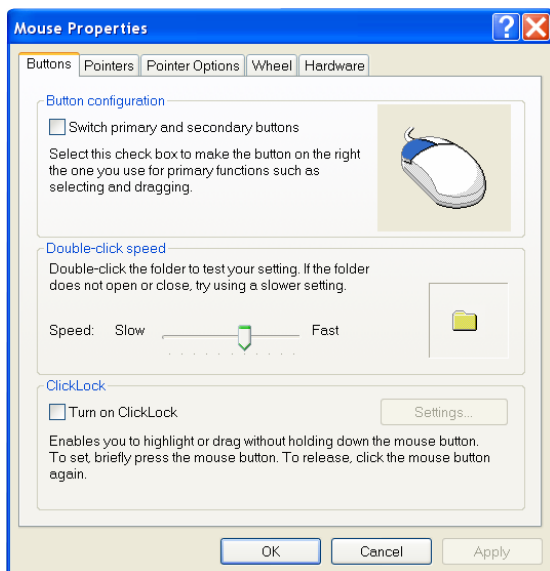 Mouse Properties
?
Buttons Pointers Pointer Options Wheel Hardware
Button configuration
Switch primary and secondary buttons
Select this check box to make the button on the right
the one you use for primary functions such as
selecting and dragging.
Double-click speed
Double-click the folder to test your setting. If the folder
does not open or close, try using a slower setting.
Speed: Slow Fast
ClickLock
Turn on ClickLock Settings...
Enables you to highlight or drag without holding down the mouse button.
To set, briefly press the mouse button. To release, click the mouse button
again.
OK Cancel Apply